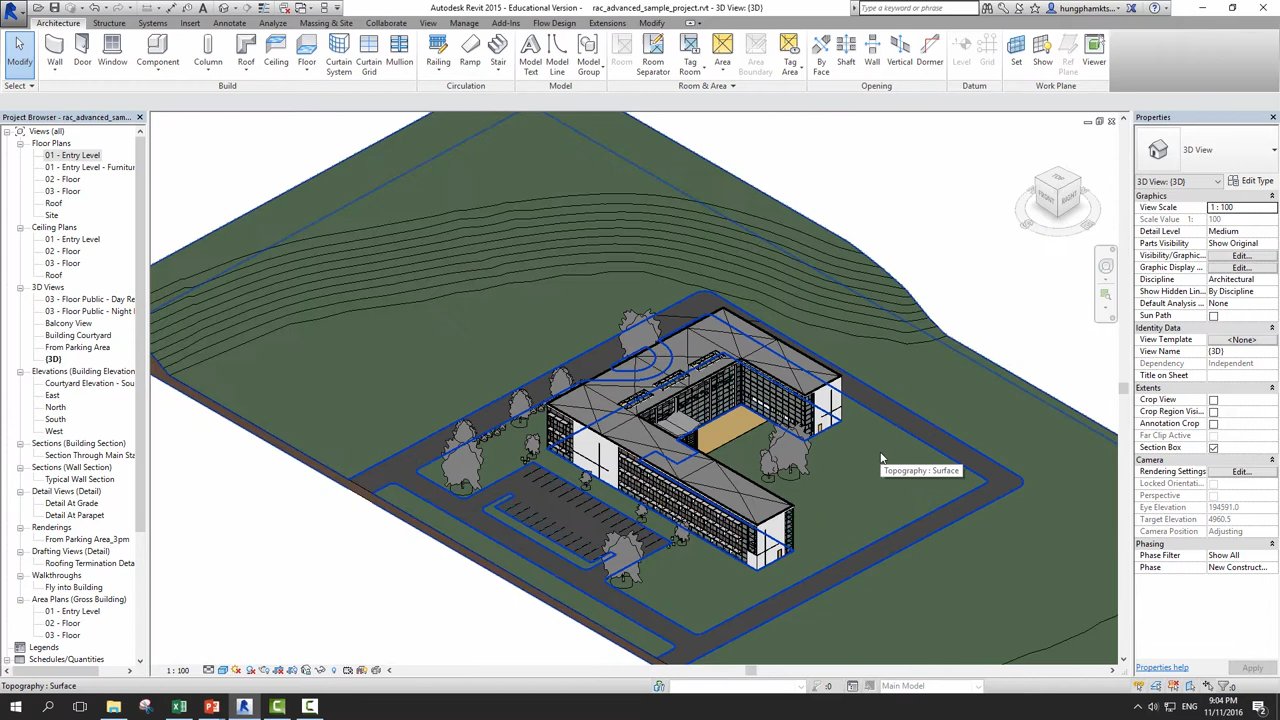 Autodesk Revit 2015 - Educational Version - rac_advanced_sample_project.rvt - 3D View: {3D}
Type a keyword or phrase
hungphamkts...
Architecture Structure Systems Insert Annotate Analyze Massing & Site Collaborate View Manage Add-Ins Flow Design Extensions Modify
Modify Wall Door Window Component Column Roof Ceiling Floor Curtain System Curtain Grid Mullion Railing Ramp Stair Model Text Model Line Model Group Room Room Separator Tag Room Area Area Boundary Tag Area By Face Shaft Wall Vertical Dormer Level Grid Set Show Ref Plane Viewer
Select Build Circulation Model Room & Area Opening Datum Work Plane
Project Browser - rac_advanced_sam...
Views (all)
Floor Plans
01 - Entry Level
01 - Entry Level - Furnitu
02 - Floor
03 - Floor
Roof
Site
Ceiling Plans
01 - Entry Level
02 - Floor
03 - Floor
Roof
3D Views
03 - Floor Public - Day Re
03 - Floor Public - Night I
Balcony View
Building Courtyard
From Parking Area
{3D}
Elevations (Building Elevation)
Courtyard Elevation - Sou
East
North
South
West
Sections (Building Section)
Section Through Main Sta
Sections (Wall Section)
Typical Wall Section
Detail Views (Detail)
Detail At Grade
Detail At Parapet
Renderings
From Parking Area_3pm
Drafting Views (Detail)
Roofing Termination Deta
Walkthroughs
Fly into Building
Area Plans (Gross Building)
01 - Entry Level
02 - Floor
03 - Floor
Legends
Schedules/Quantities
TOP
FRONT
RIGHT
Topography : Surface
Properties
3D View
3D View: {3D} Edit Type
Graphics
View Scale 1 : 100
Scale Value 1: 100
Detail Level Medium
Parts Visibility Show Original
Visibility/Graphic... Edit...
Graphic Display ... Edit...
Discipline Architectural
Show Hidden Lin... By Discipline
Default Analysis ... None
Sun Path
Identity Data
View Template <None>
View Name {3D}
Dependency Independent
Title on Sheet
Extents
Crop View
Crop Region Visi...
Annotation Crop
Far Clip Active
Section Box
Camera
Rendering Settings Edit...
Locked Orientati...
Perspective
Eye Elevation 194591.0
Target Elevation 4960.5
Camera Position Adjusting
Phasing
Phase Filter Show All
Phase New Construct...
Properties help Apply
1 : 100
Topography : Surface
:0
Main Model
:0
ENG
9:04 PM
11/11/2016